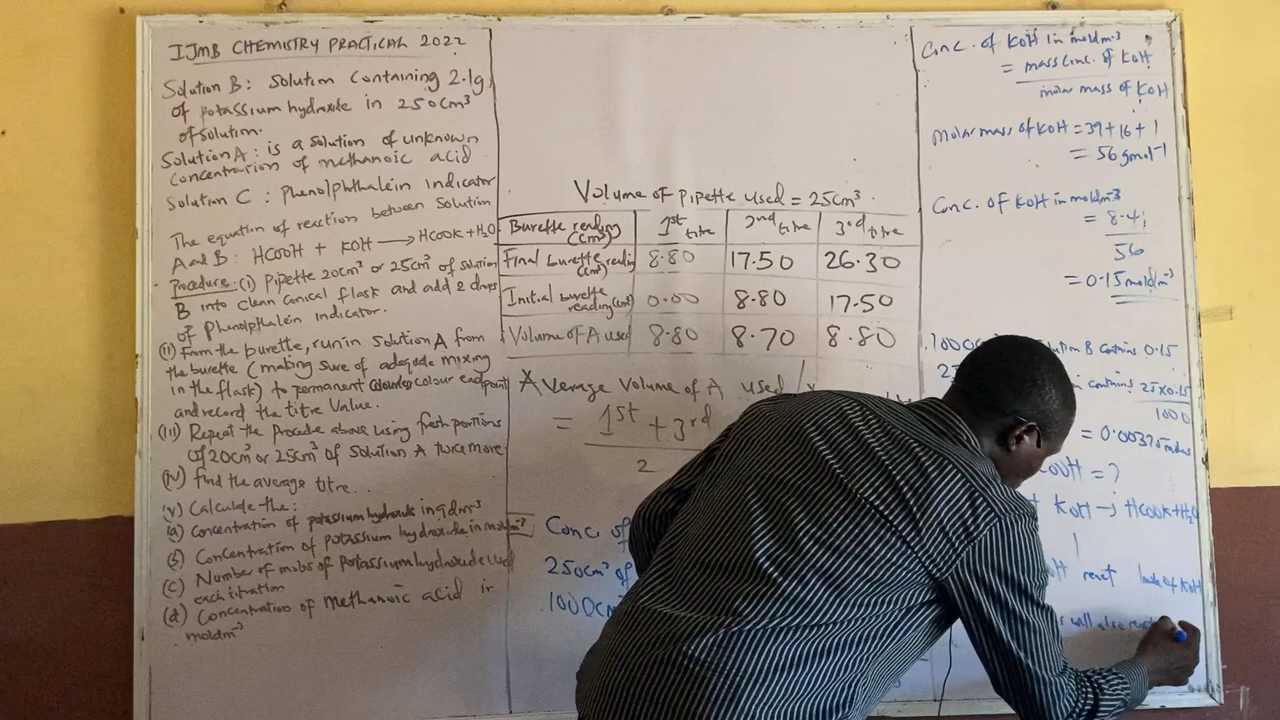 IJMB CHEMISTRY PRACTICAL 2022
Solution B: Solution Containing 2.1g
of potassium hydroxide in 250cm³
of solution.
Solution A: is a solution of unknown
Concentration of methanoic acid
Solution C: Phenolphthalein indicator
The equation of reaction between solution
A and B: HCOOH + KOH → HCOOK + H₂O
Procedure: (i) Pipette 20cm³ or 25cm³ of solution
B into clean conical flask and add 2 drops
of Phenolpthalein indicator.
(ii) From the burette, run in solution A from
the burette (making sure of adequate mixing
in the flask) to permanent colour endpoint
and record the titre value.
(iii) Repeat the procedure above using fresh portions
of 20cm³ or 25cm³ of solution A twice more
(iv) find the average titre..
(v) Calculate the:
(a) Concentration of potassium hydroxide in gdm⁻³
(b) Concentration of potassium hydroxide in moldm⁻³
(c) Number of moles of Potassium hydroxide used
each titration
(d) Concentration of methanoic acid in
moldm⁻³
Volume of Pipette used = 25cm³.
Burette reading (cm³) 1st titre 2nd titre 3rd titre
Final burette reading (cm³) 8.80 17.50 26.30
Initial burette reading (cm³) 0.00 8.80 17.50
Volume of A used 8.80 8.70 8.80
Average Volume of A used
= 1st + 3rd
2
Conc. of
250cm³ of
1000cm
Conc. of KOH in moldm⁻³
= mass conc. of KOH
molar mass of KOH
Molar mass of KOH = 39 + 16 + 1
= 56 gmol⁻¹
Conc. of KOH in moldm⁻³
= 8.4
56
= 0.15 moldm⁻³
Solution B contains 0.15
contains 25 x 0.15
1000
= 0.00375 moles
OOH = ?
KOH → HCOOK + H₂O
1
react 1mole of KOH
will also react